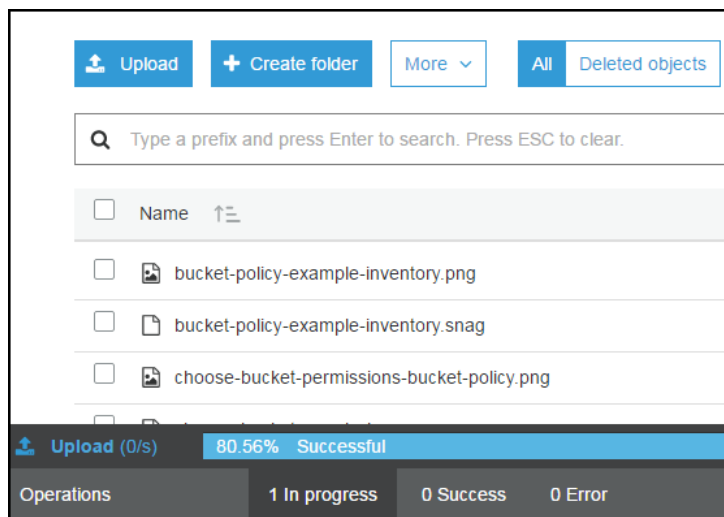 Upload Create folder More All Deleted objects
Type a prefix and press Enter to search. Press ESC to clear.
Name
bucket-policy-example-inventory.png
bucket-policy-example-inventory.snag
choose-bucket-permissions-bucket-policy.png
Upload (0/s) 80.56% Successful
Operations 1 In progress 0 Success 0 Error